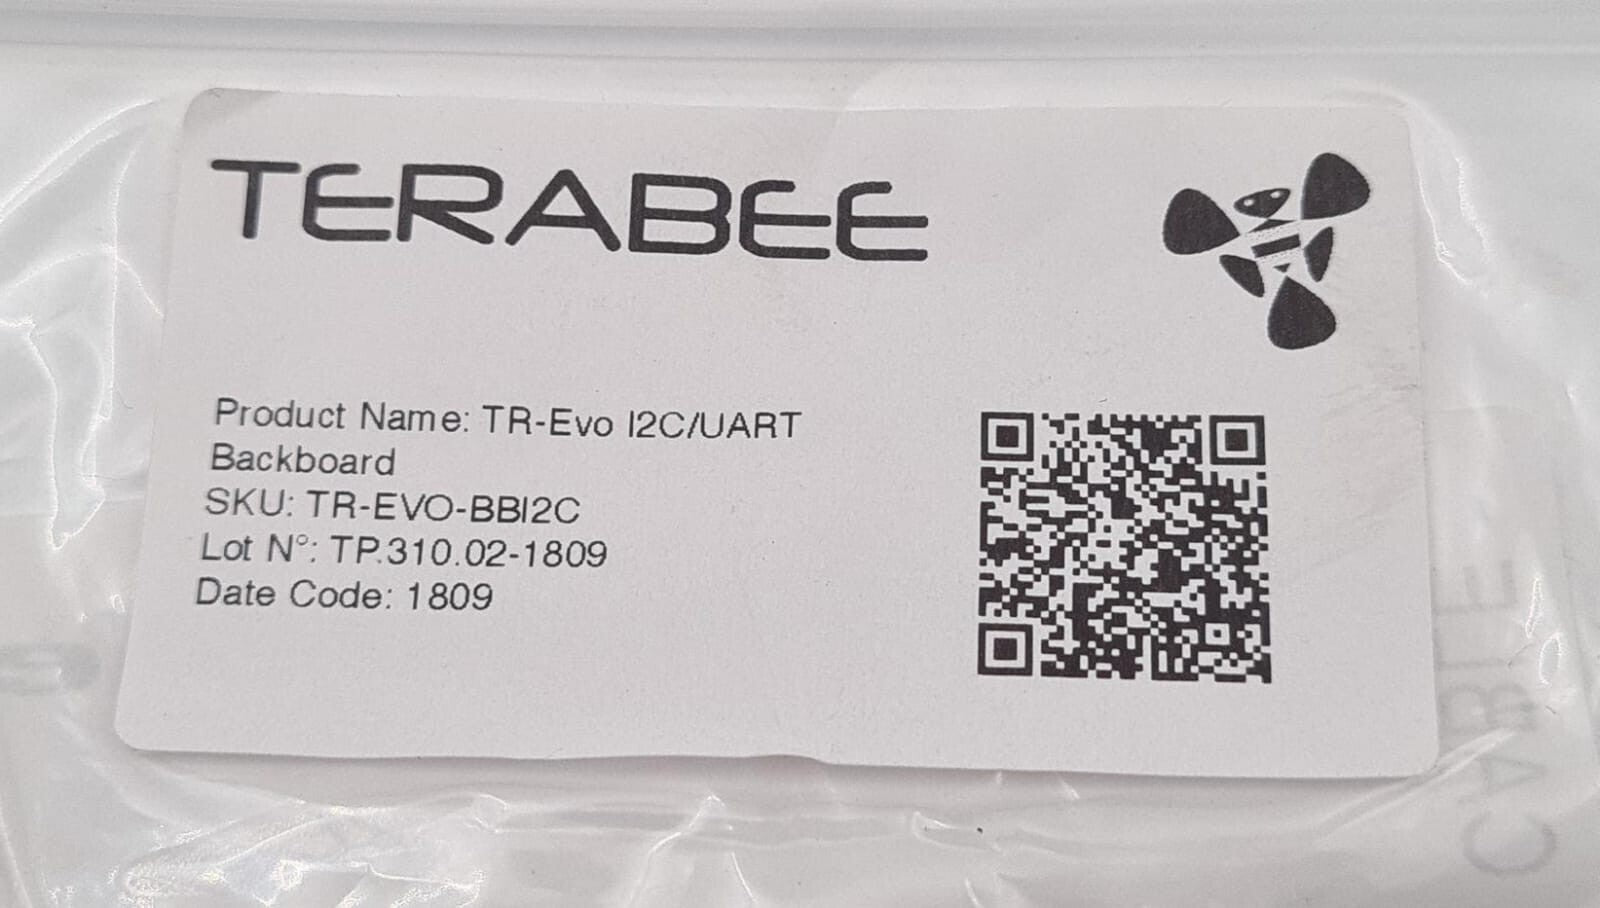 TERABEE
Product Name: TR-Evo I2C/UART
Backboard
SKU: TR-EVO-BBI2C
Lot N°: TP.310.02-1809
Date Code: 1809
CABLE